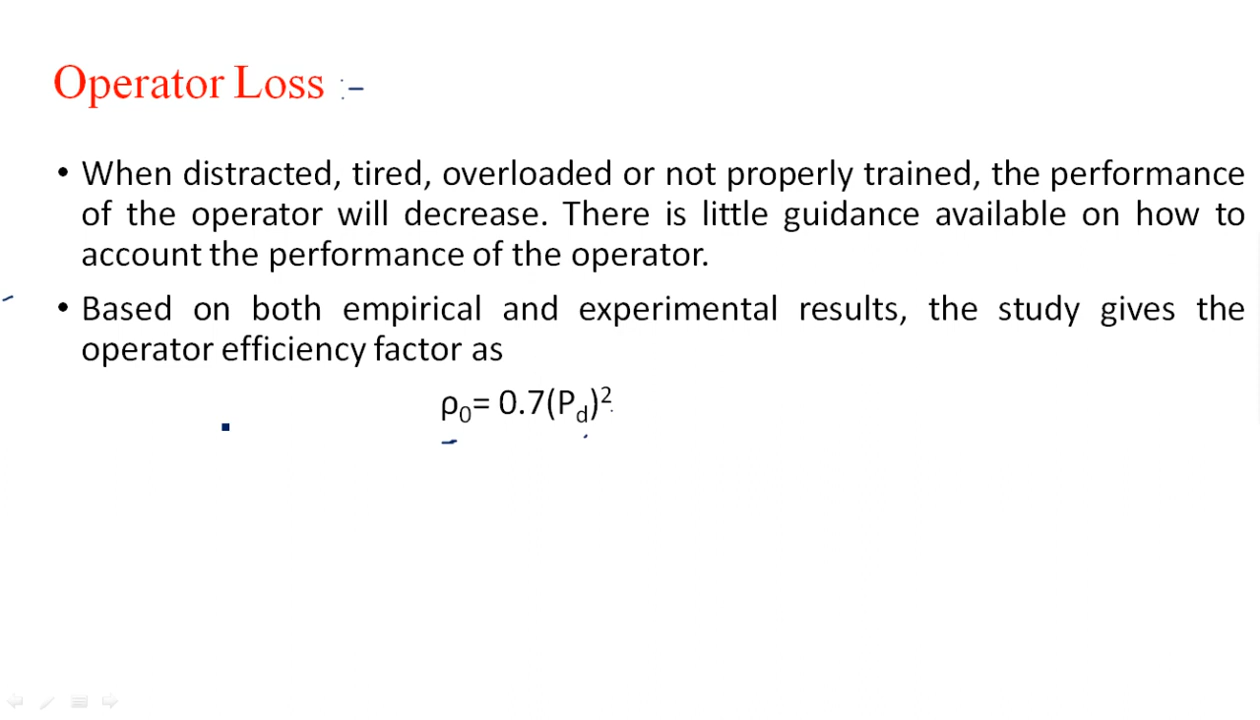 Operator Loss :-
• When distracted, tired, overloaded or not properly trained, the performance
of the operator will decrease. There is little guidance available on how to
account the performance of the operator.
• Based on both empirical and experimental results, the study gives the
operator efficiency factor as
ρ₀= 0.7(P_d)²